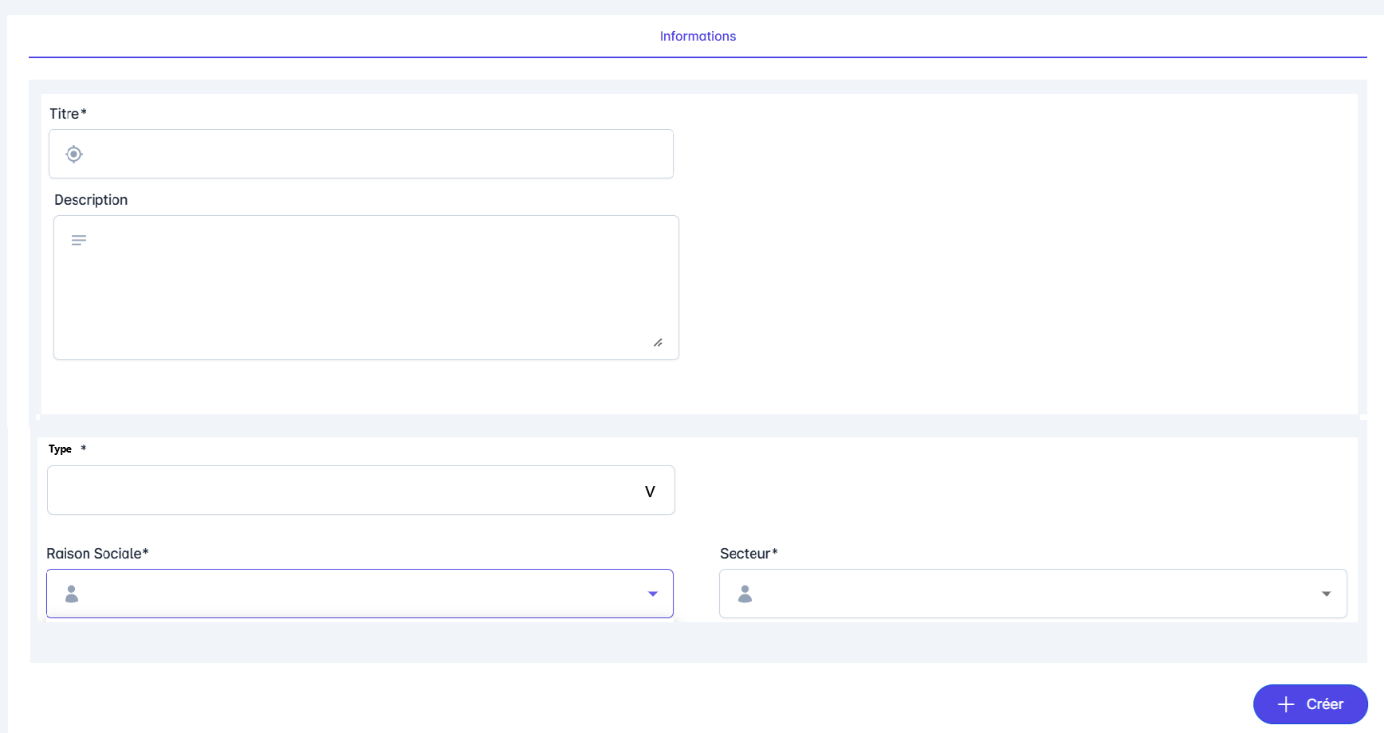 Informations
Titre*
Description
Type *
V
Raison Sociale*
Secteur*
Créer